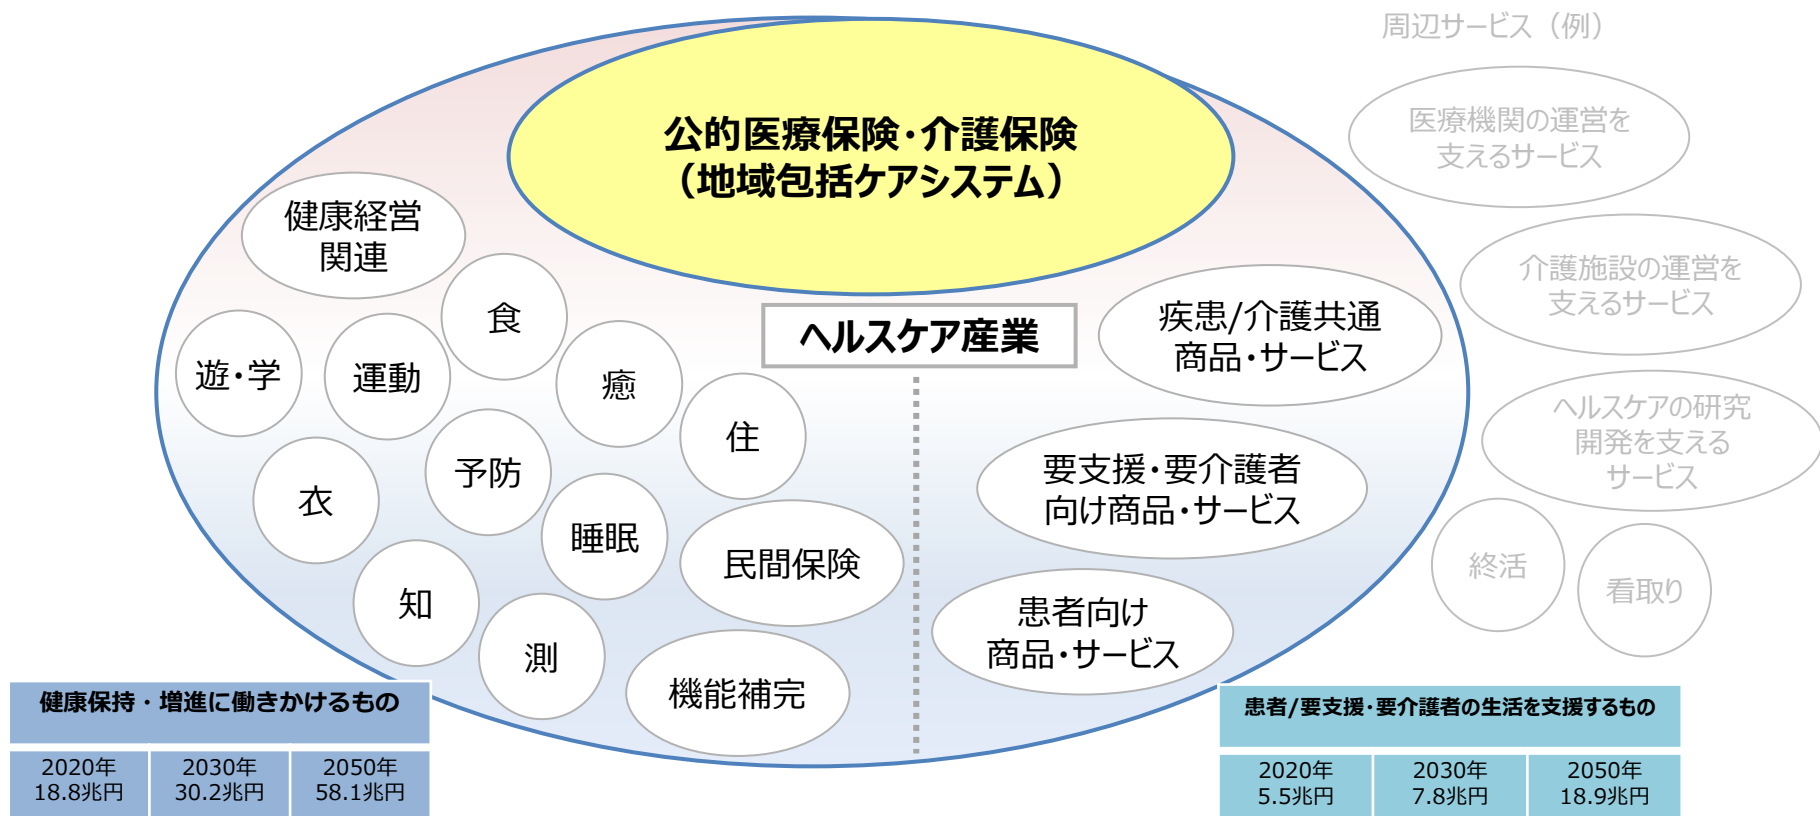 周辺サービス（例）
公的医療保険・介護保険
（地域包括ケアシステム）
医療機関の運営を
支えるサービス
健康経営
関連
介護施設の運営を
支えるサービス
食
ヘルスケア産業
疾患/介護共通
商品・サービス
遊・学
運動
癒
住
ヘルスケアの研究
開発を支える
サービス
衣
予防
睡眠
要支援・要介護者
向け商品・サービス
民間保険
終活
看取り
知
測
機能補完
患者向け
商品・サービス
健康保持・増進に働きかけるもの
2020年
18.8兆円
2030年
30.2兆円
2050年
58.1兆円
患者/要支援・要介護者の生活を支援するもの
2020年
5.5兆円
2030年
7.8兆円
2050年
18.9兆円